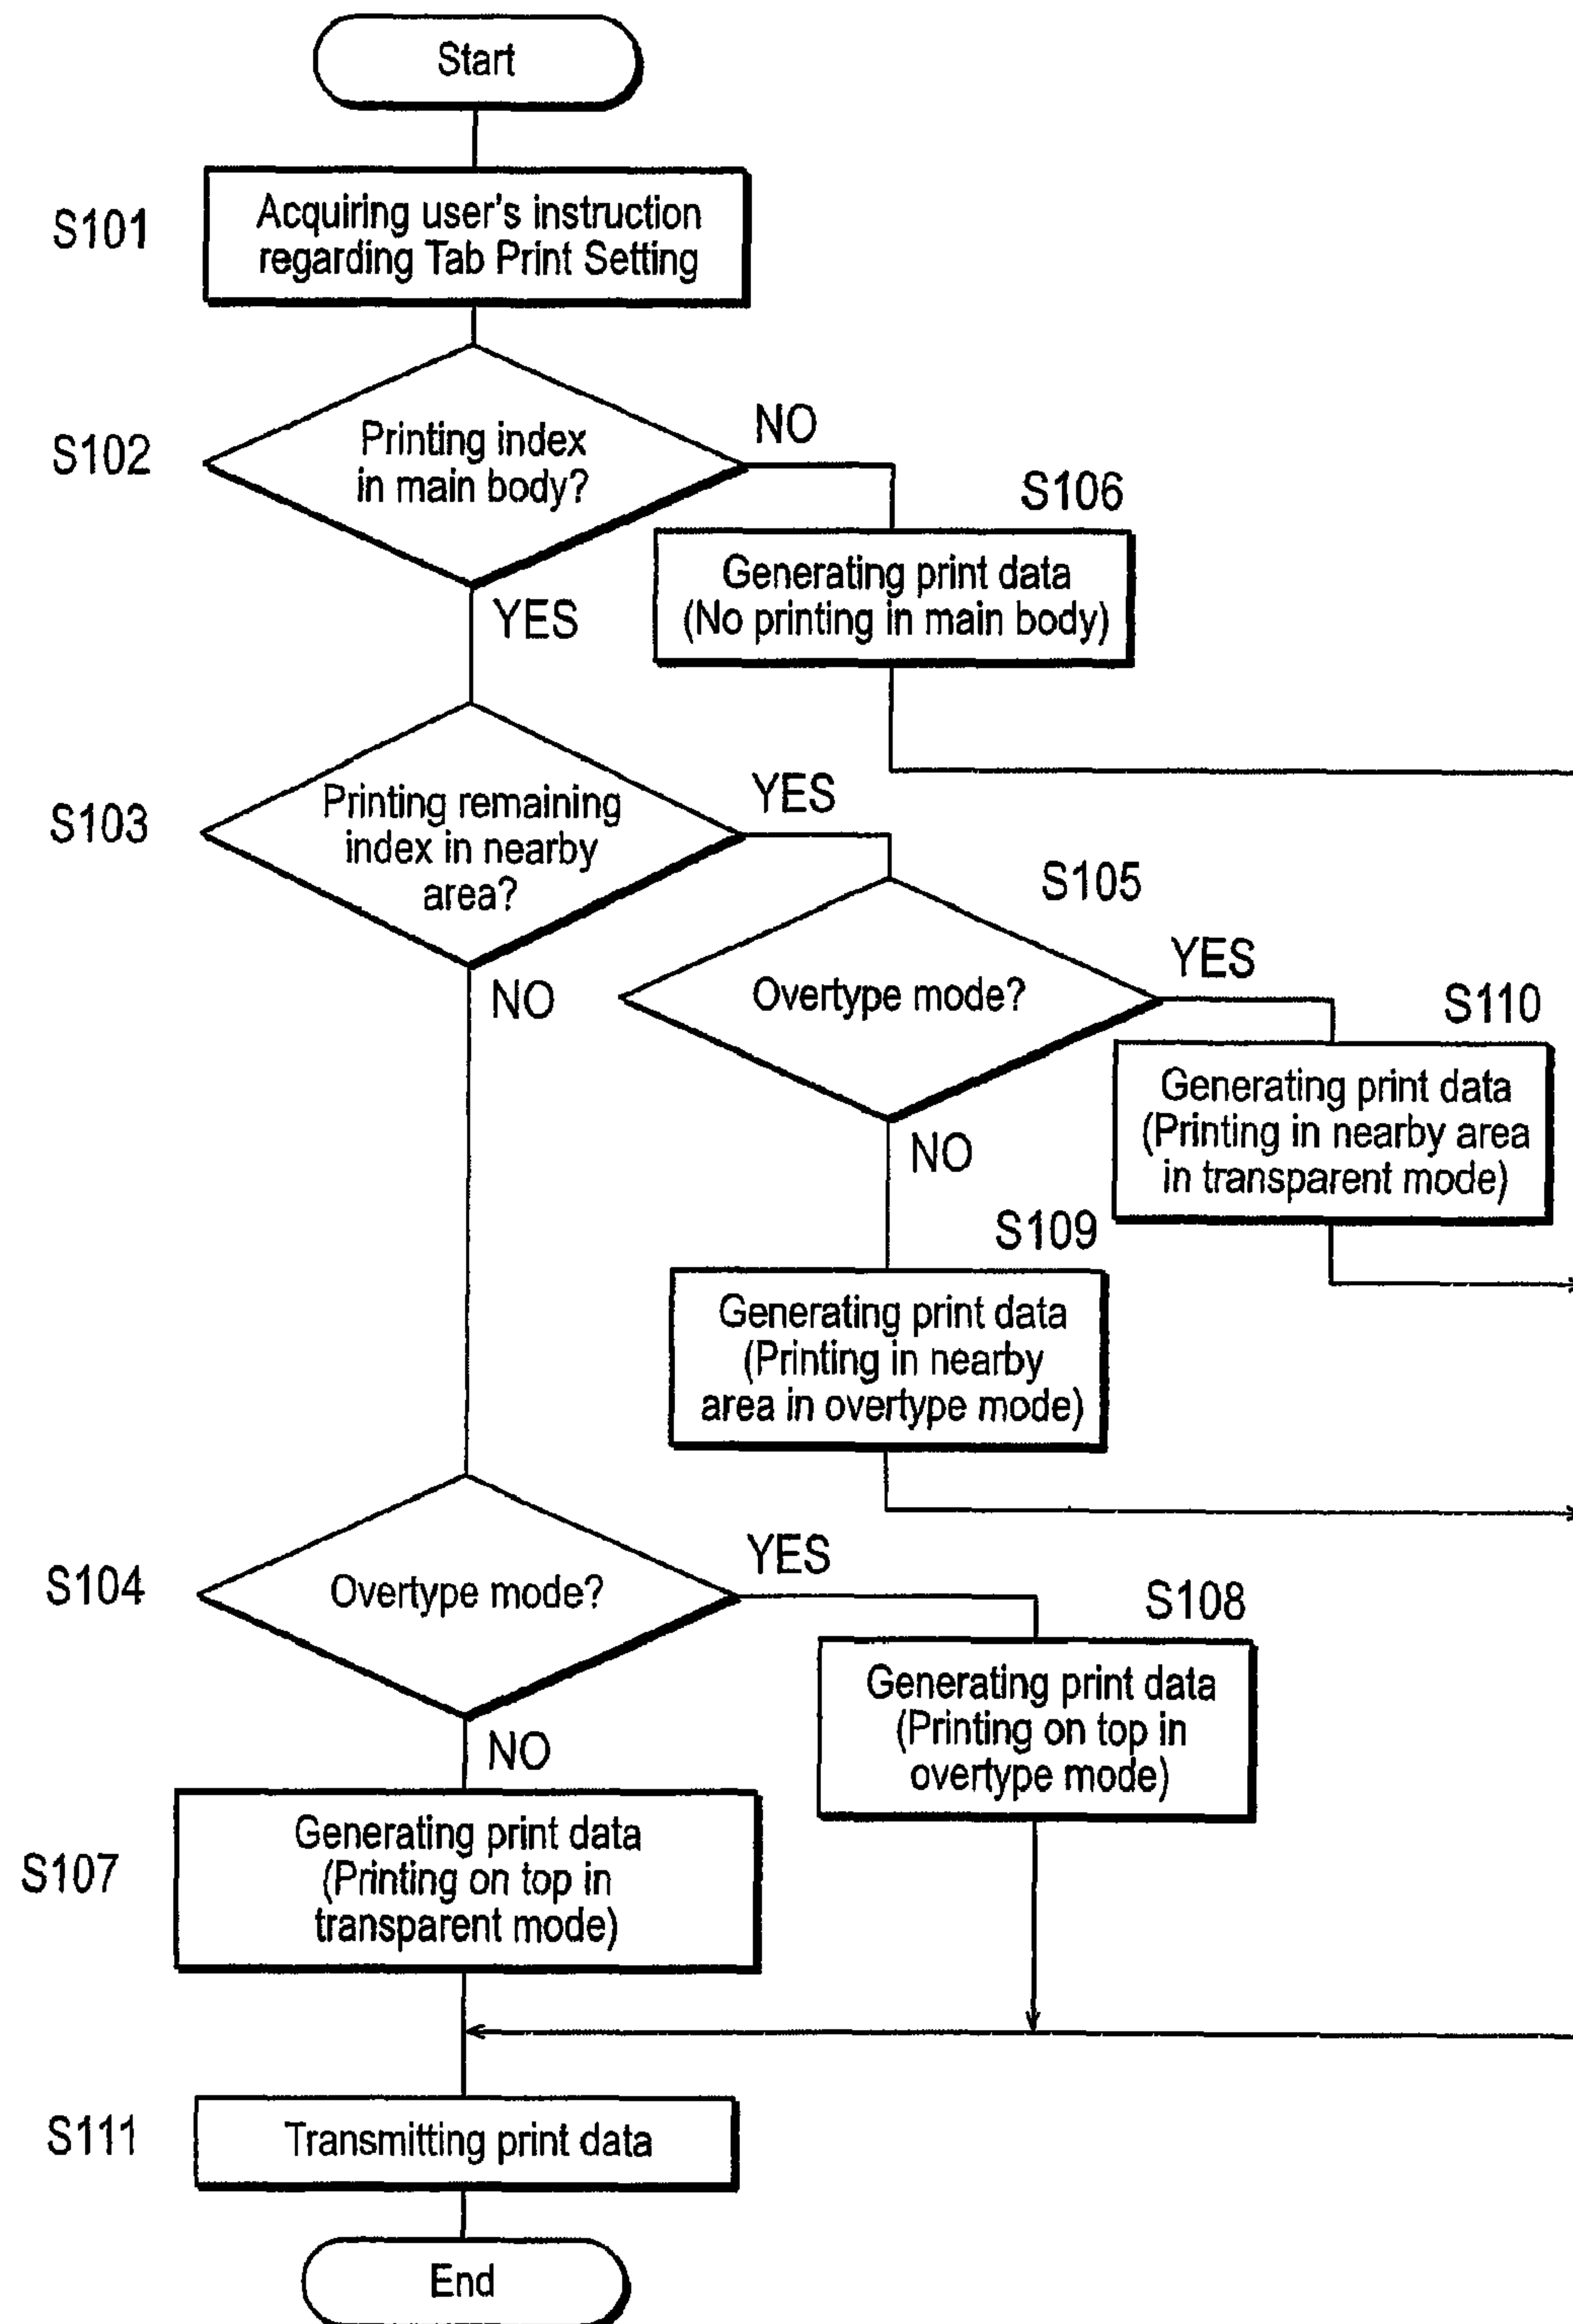 Start
S101
Acquiring user's instruction
regarding Tab Print Setting
S102
Printing index
in main body?
NO
YES
S106
Generating print data
(No printing in main body)
S103
Printing remaining
index in nearby
area?
YES
NO
S105
Overtype mode?
YES
NO
S110
Generating print data
(Printing in nearby area
in transparent mode)
S109
Generating print data
(Printing in nearby
area in overtype mode)
S104
Overtype mode?
YES
NO
S108
Generating print data
(Printing on top in
overtype mode)
S107
Generating print data
(Printing on top in
transparent mode)
S111
Transmitting print data
End